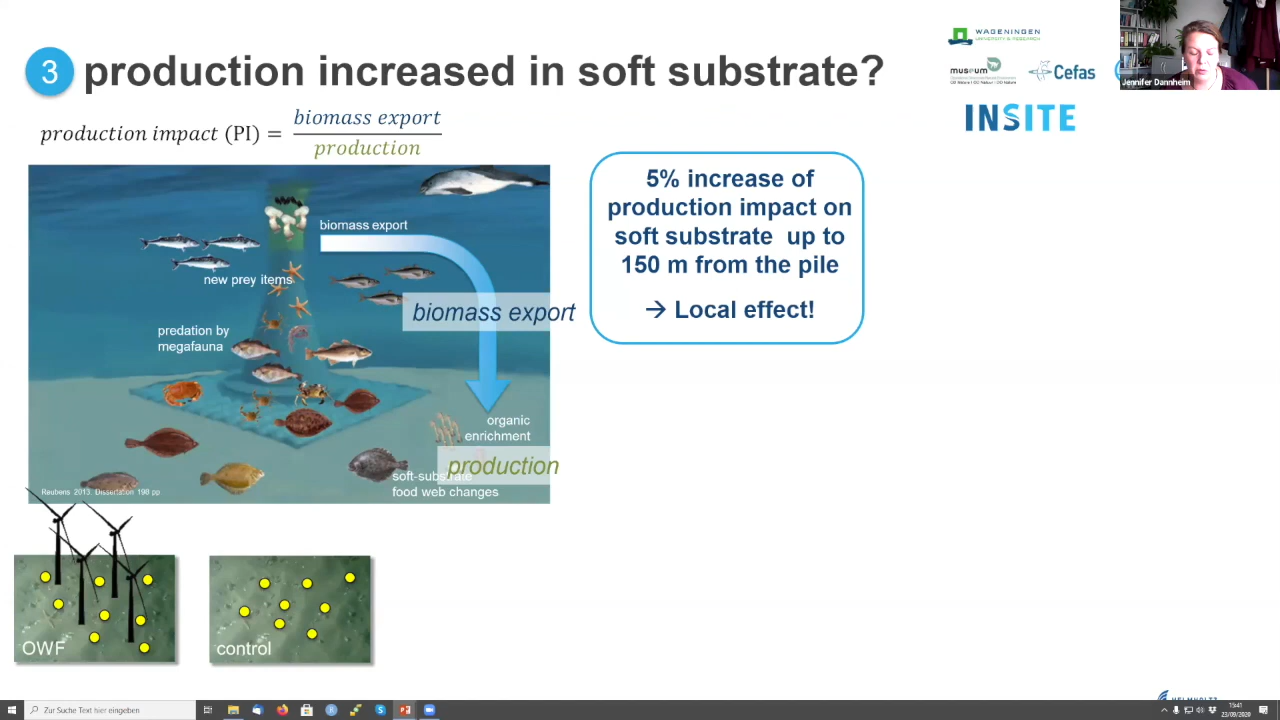 3 production increased in soft substrate?
production impact (PI) = biomass export
production
WAGENINGEN
UNIVERSITY & RESEARCH
museum
Cefas
INSITE
Jennifer Dannheim
5% increase of
production impact on
soft substrate up to
150 m from the pile
→ Local effect!
biomass export
new prey items
biomass export
predation by
megafauna
organic
enrichment
production
soft-substrate
food web changes
Reubens 2013. Dissertation 198 pp
OWF
control
Zur Suche Text hier eingeben
15:41
23/09/2020